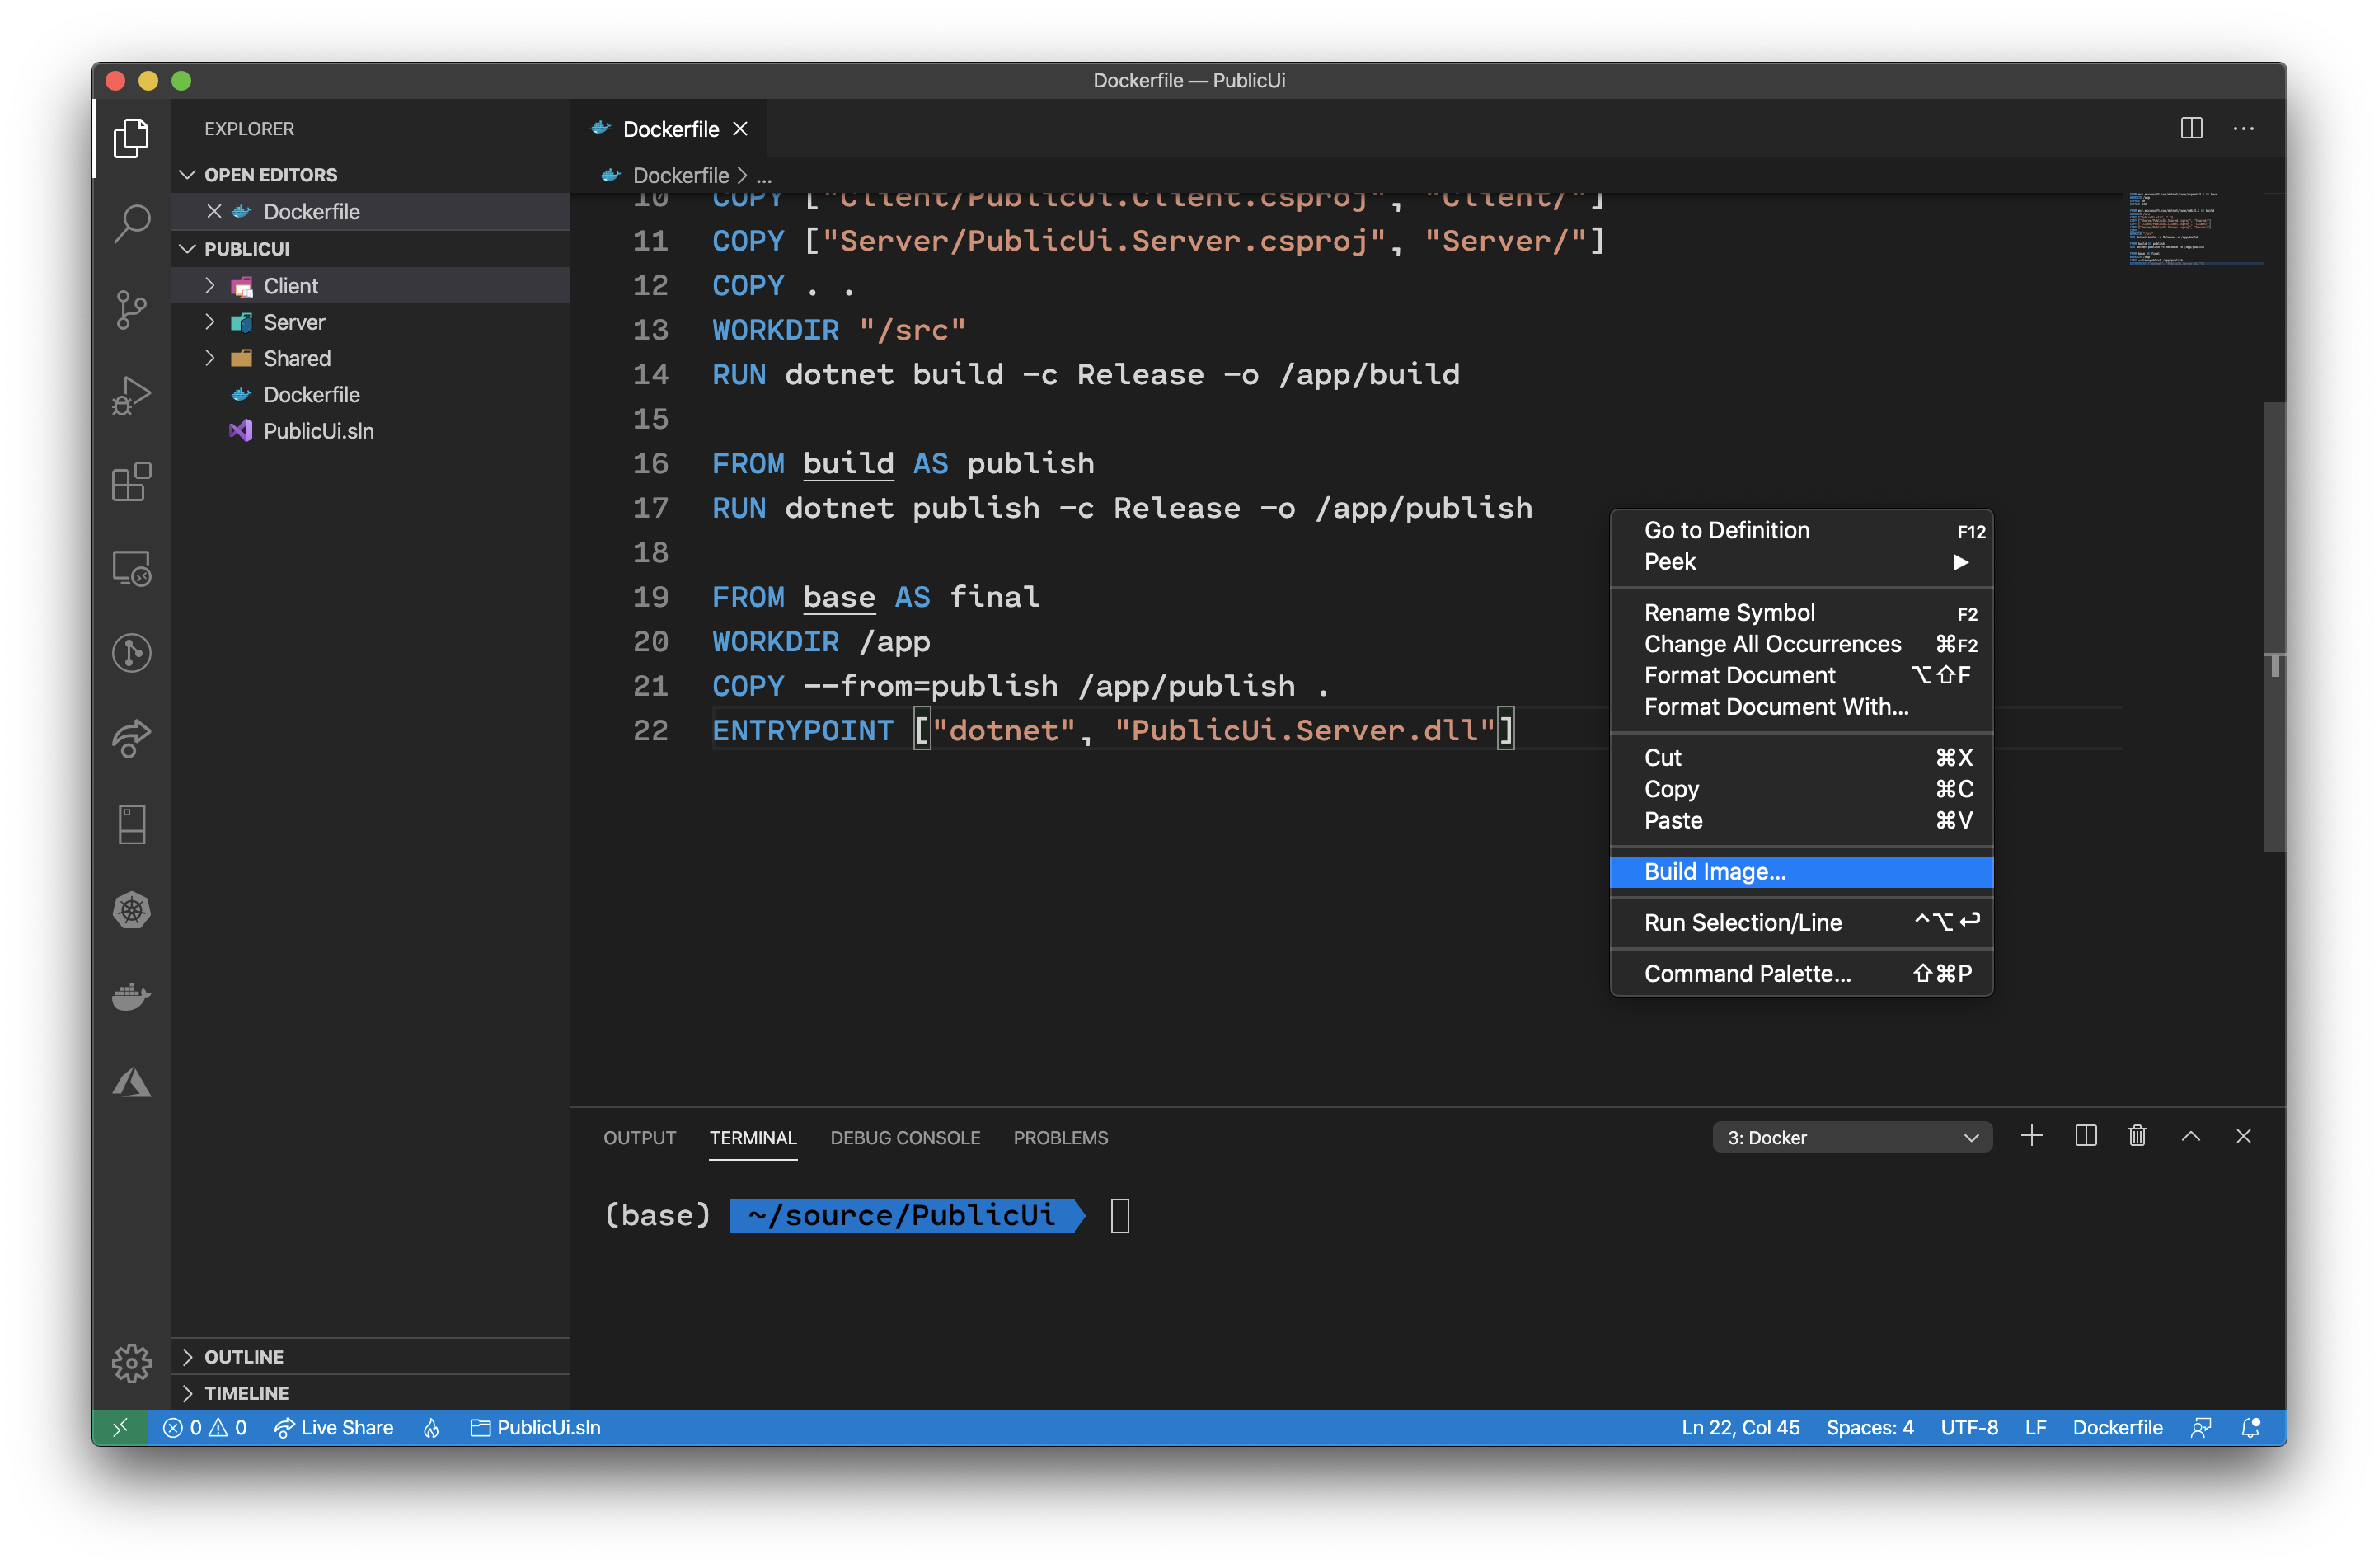 Dockerfile — PublicUi
EXPLORER
OPEN EDITORS
Dockerfile
PUBLICUI
Client
Server
Shared
Dockerfile
PublicUi.sln
OUTLINE
TIMELINE
Dockerfile
Dockerfile > ...
10 COPY ["Client/PublicUi.Client.csproj", "Client/"]
11 COPY ["Server/PublicUi.Server.csproj", "Server/"]
12 COPY . .
13 WORKDIR "/src"
14 RUN dotnet build -c Release -o /app/build
15
16 FROM build AS publish
17 RUN dotnet publish -c Release -o /app/publish
18
19 FROM base AS final
20 WORKDIR /app
21 COPY --from=publish /app/publish .
22 ENTRYPOINT ["dotnet", "PublicUi.Server.dll"]
Go to Definition F12
Peek
Rename Symbol F2
Change All Occurrences ⌘F2
Format Document ⌥⇧F
Format Document With...
Cut ⌘X
Copy ⌘C
Paste ⌘V
Build Image...
Run Selection/Line ^⌥↩
Command Palette... ⇧⌘P
OUTPUT TERMINAL DEBUG CONSOLE PROBLEMS 3: Docker
(base) ~/source/PublicUi
0 0 Live Share PublicUi.sln Ln 22, Col 45 Spaces: 4 UTF-8 LF Dockerfile